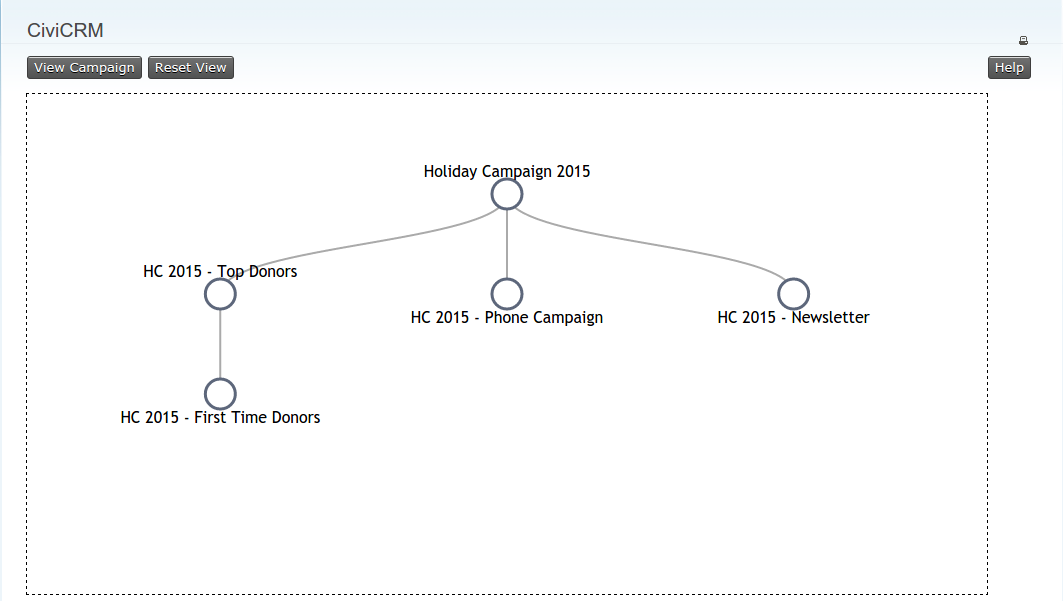 CiviCRM
View Campaign
Reset View
Help
Holiday Campaign 2015
HC 2015 - Top Donors
HC 2015 - Phone Campaign
HC 2015 - Newsletter
HC 2015 - First Time Donors